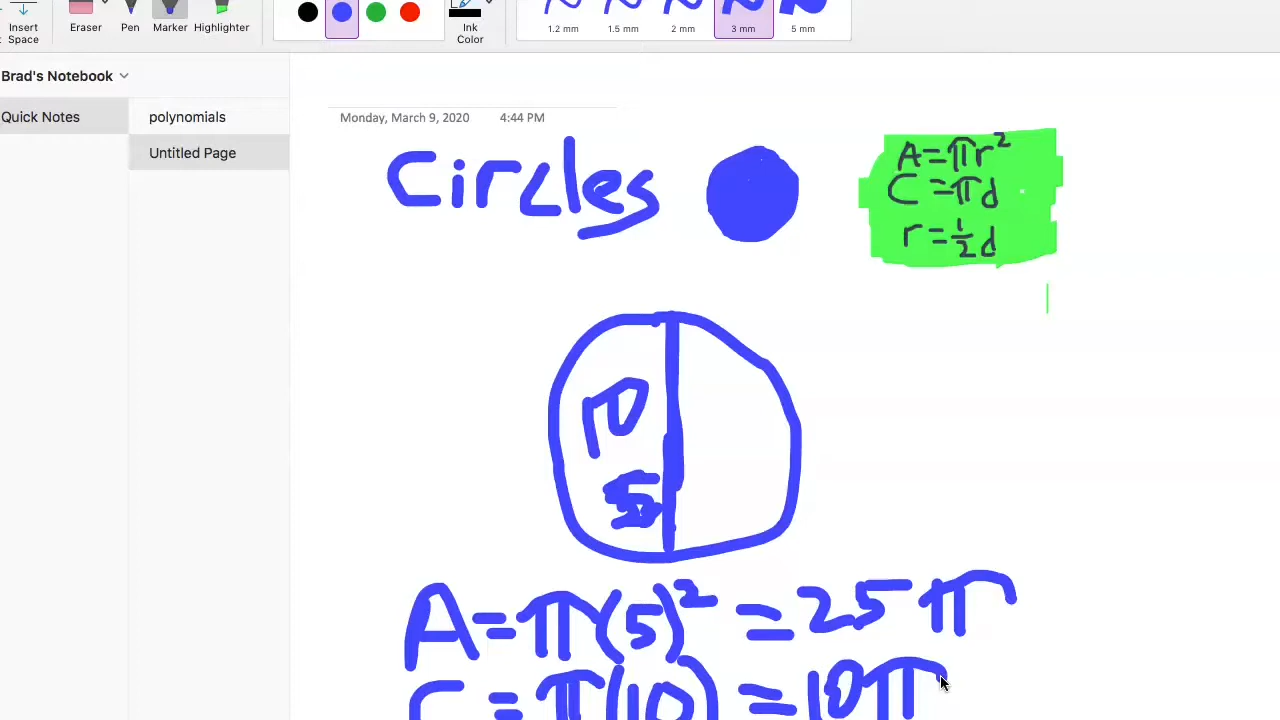 Insert Space
Eraser
Pen
Marker
Highlighter
Ink Color
1.2 mm
1.5 mm
2 mm
3 mm
5 mm
Brad's Notebook
Quick Notes
polynomials
Untitled Page
Monday, March 9, 2020 4:44 PM
Circles
A=πr²
C=πd
r=½d
10
5
A=π(5)²=25π
C=π(10)=10π